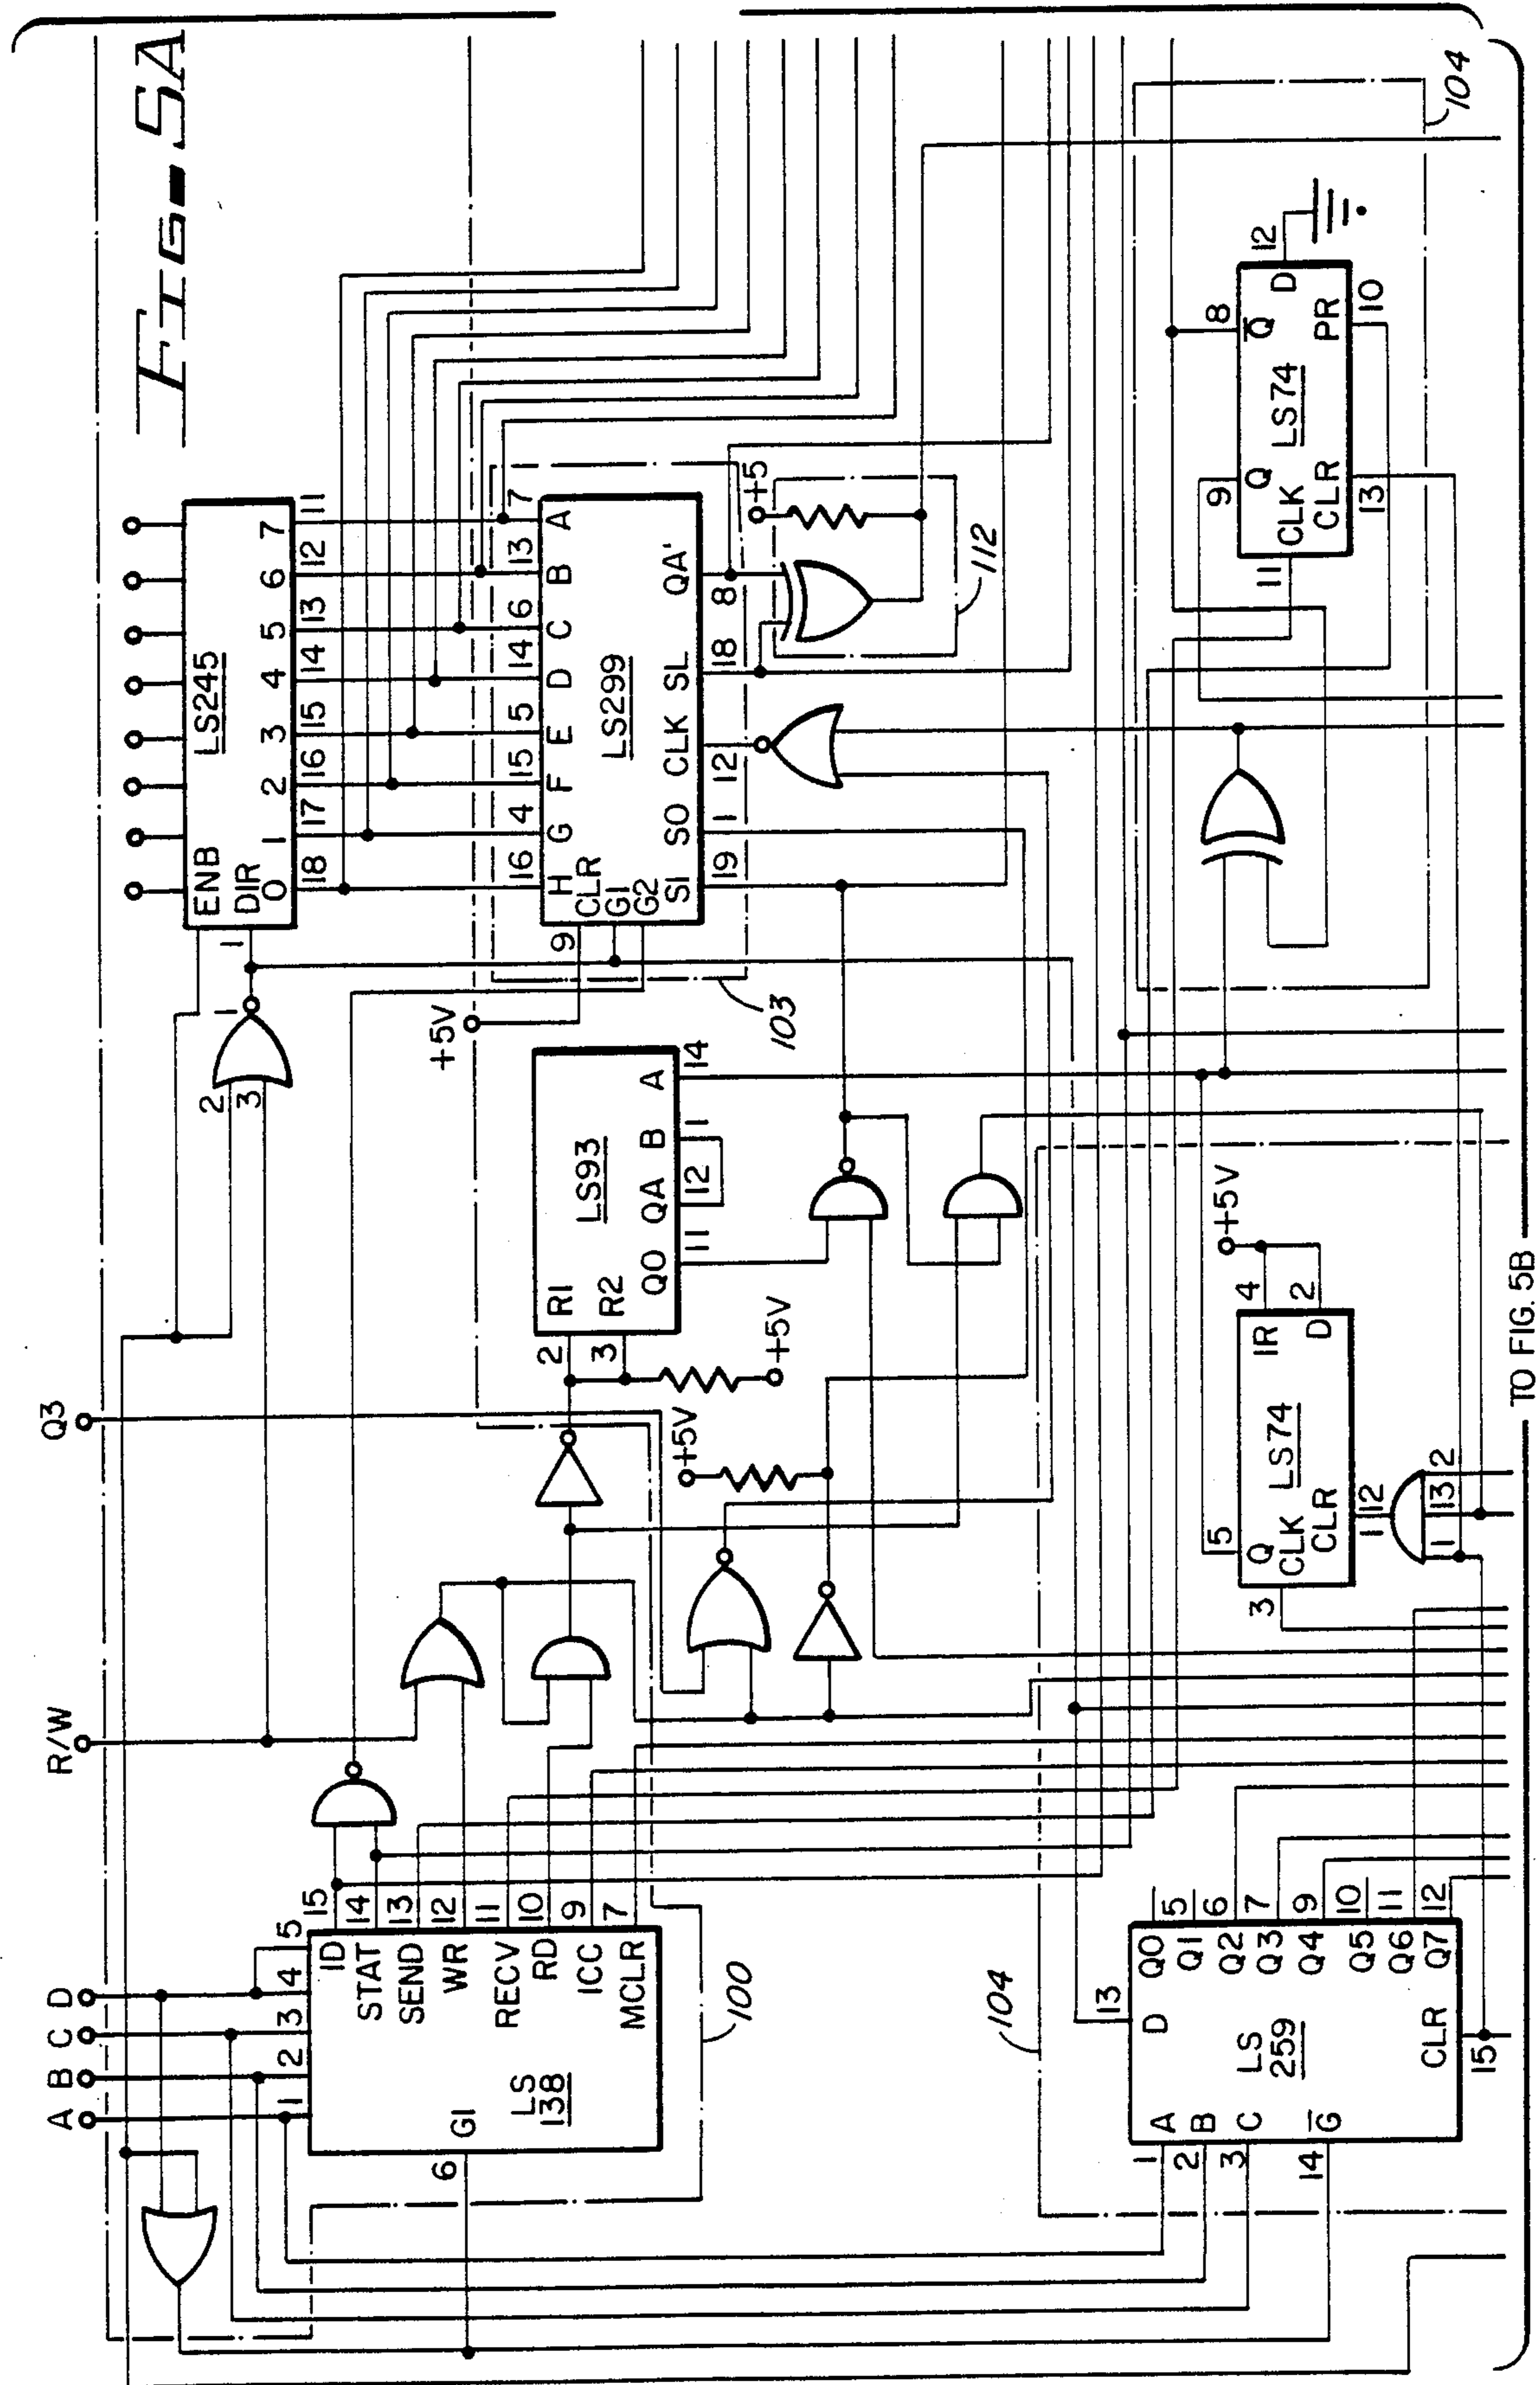 FIG-5A
Q3
R/W
A
B
C
D
ENB
DIR
LS245
0 1 2 3 4 5 6 7
1
18 17 16 15 14 13 12 11
1
2
3
+5V
9
16 4 15 5 14 6 13 7
H G F E D C B A
CLR
G1
G2
LS299
S1 S0 CLK SL QA'
19 1 12 18 8
103
+5
112
LS93
R1
R2
2
3
Q0 QA B A
11 12 1 14
+5V
+5V
1 2 3 4 5
6
G1
LS
138
ID
STAT
SEND
WR
RECV
RD
ICC
MCLR
15
14
13
12
11
10
9
7
100
104
LS
259
A
B
C
G
1
2
3
14
D
13
Q0
Q1
Q2
Q3
Q4
Q5
Q6
Q7
5
6
7
9
10
11
12
CLR
15
LS74
5
Q
CLK
CLR
3
IR
D
4
2
+5V
1
12
1
13
2
LS74
9
Q
CLK
CLR
11
13
8
Q
D
PR
12
10
104
TO FIG. 5B